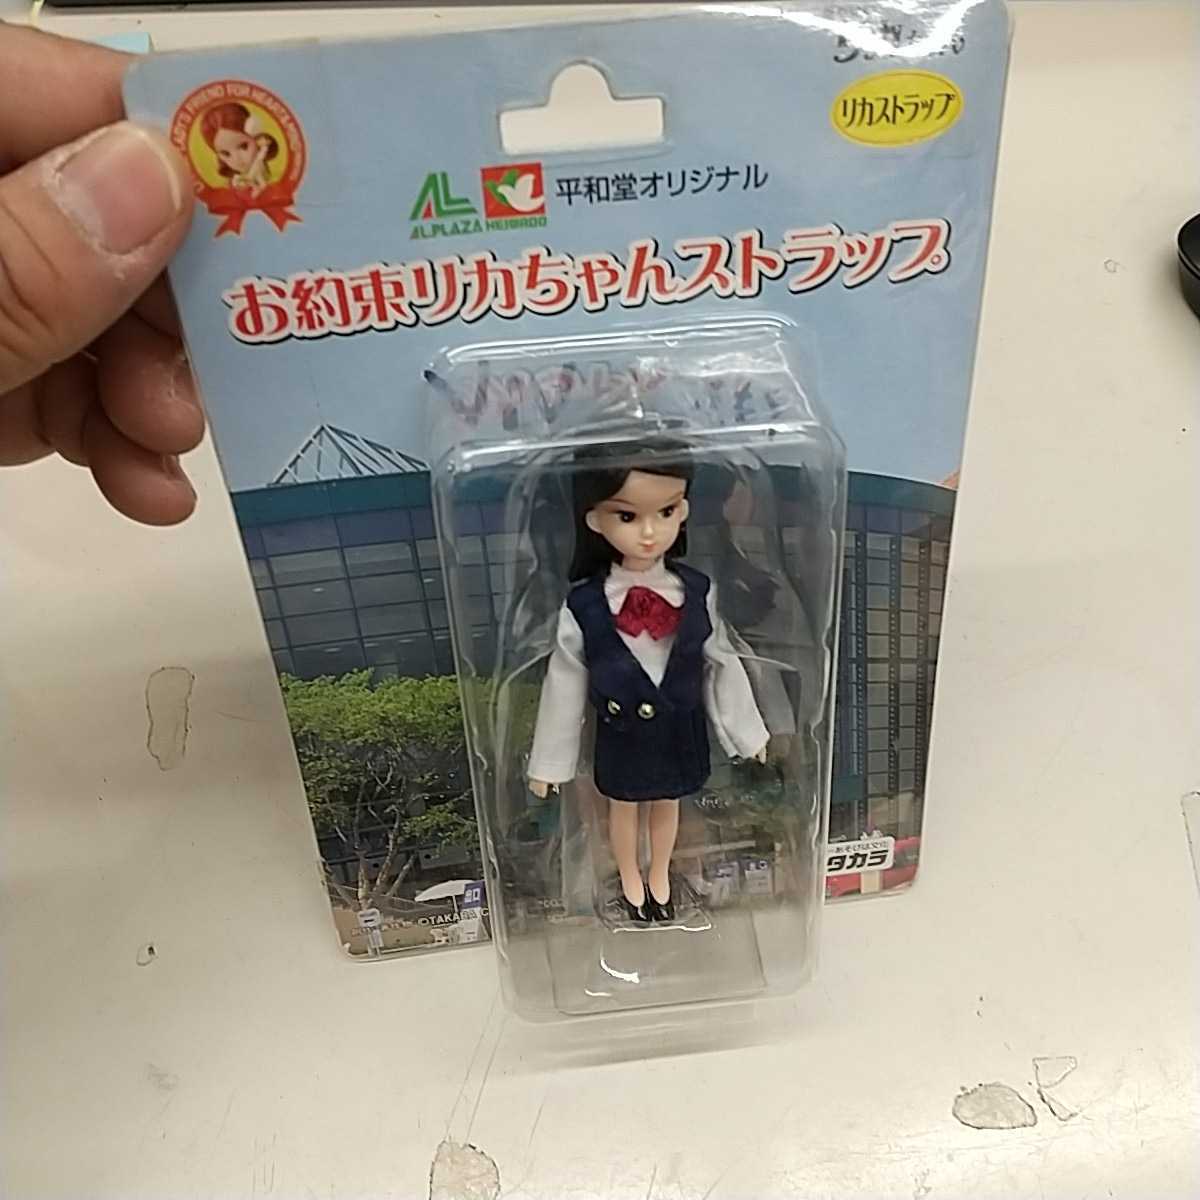 リカストラップ
AL 平和堂オリジナル
ALPLAZA HEIWADO
お約束リカちゃんストラップ
©TAKARA C
タカラ